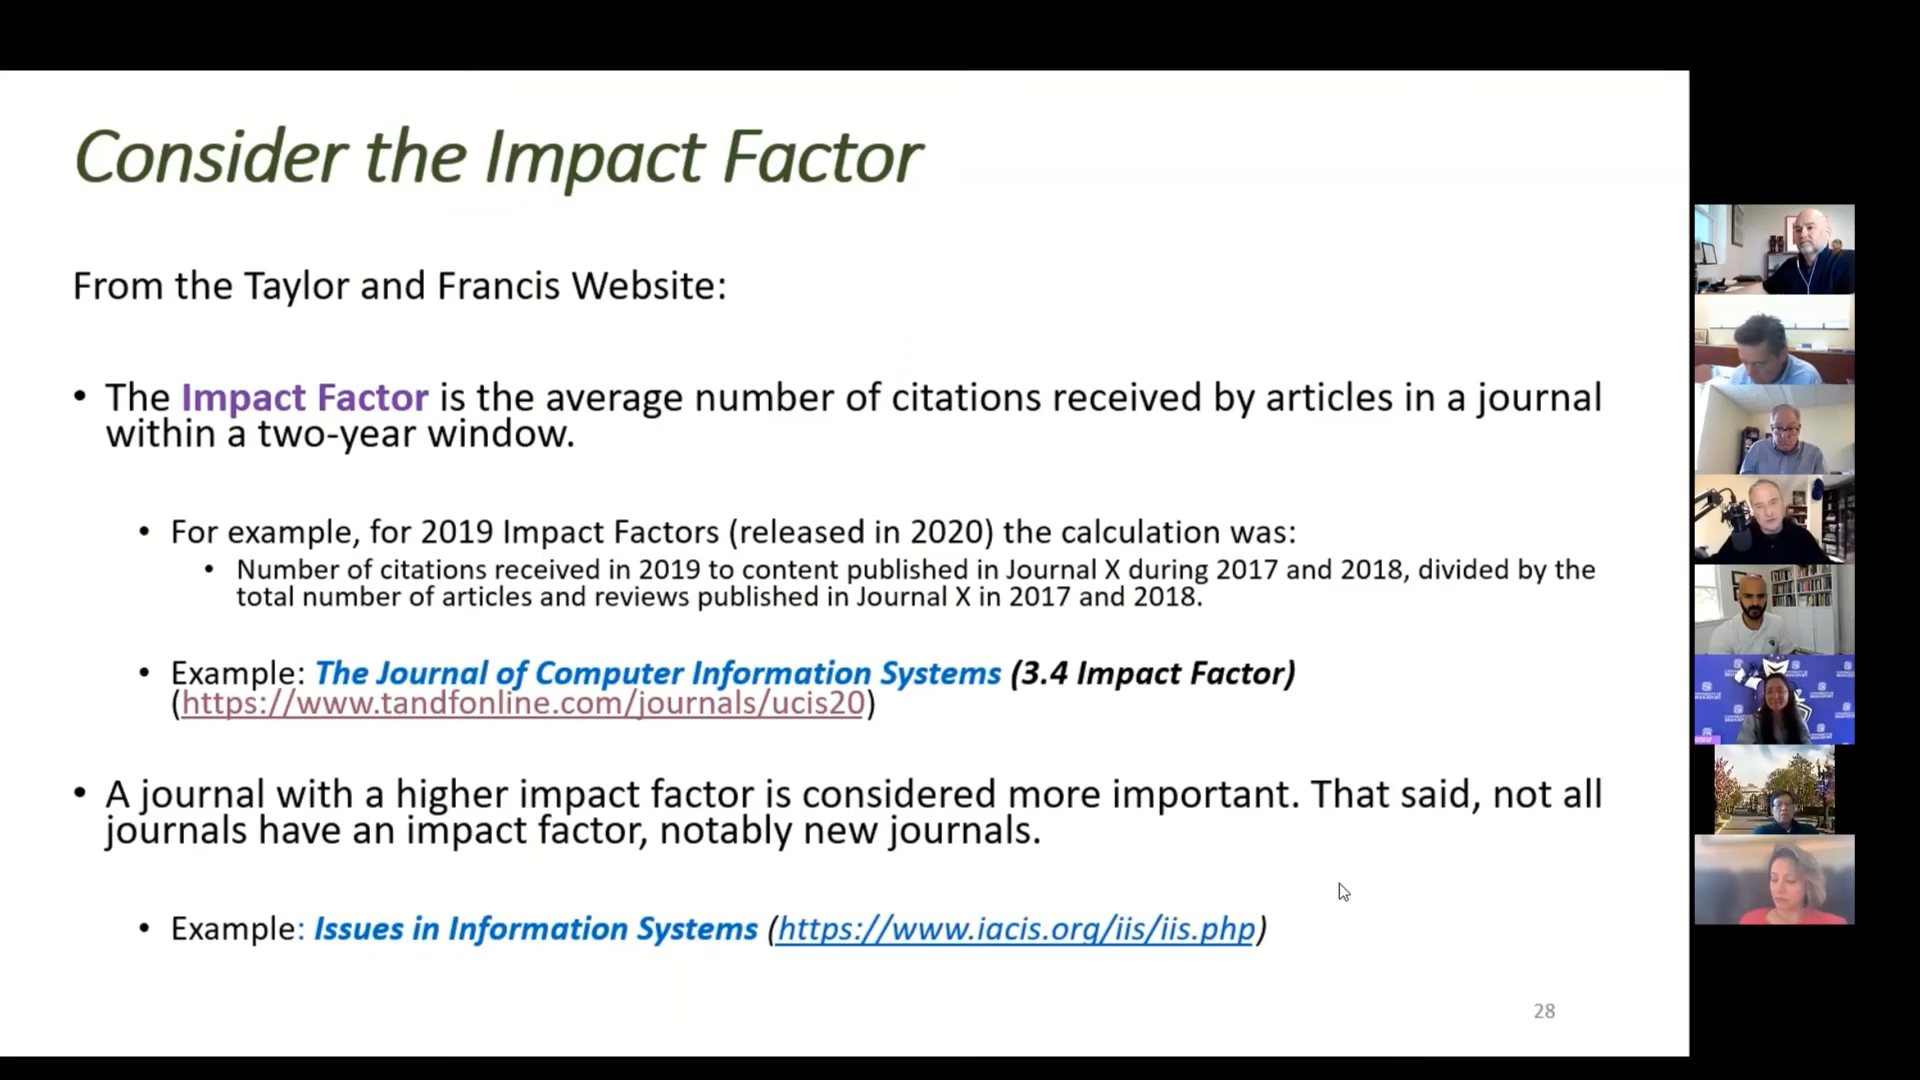 Consider the Impact Factor
From the Taylor and Francis Website:
• The Impact Factor is the average number of citations received by articles in a journal
within a two-year window.
• For example, for 2019 Impact Factors (released in 2020) the calculation was:
• Number of citations received in 2019 to content published in Journal X during 2017 and 2018, divided by the
total number of articles and reviews published in Journal X in 2017 and 2018.
• Example: The Journal of Computer Information Systems (3.4 Impact Factor)
(https://www.tandfonline.com/journals/ucis20)
• A journal with a higher impact factor is considered more important. That said, not all
journals have an impact factor, notably new journals.
• Example: Issues in Information Systems (https://www.iacis.org/iis/iis.php)
28